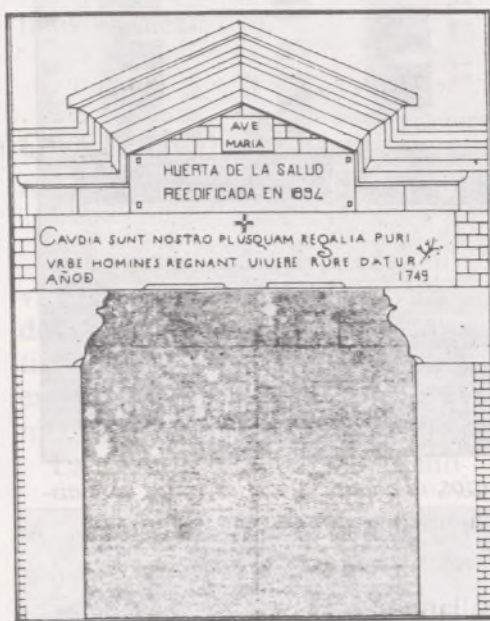 AVE
MARIA
HUERTA DE LA SALUD
REEDIFICADA EN 1894
CAVDIA SUNT NOSTRO PLUSQUAM REGALIA PURI
VRBE HOMINES REGNANT UIUERE RURE DATUR
AÑOD 1749